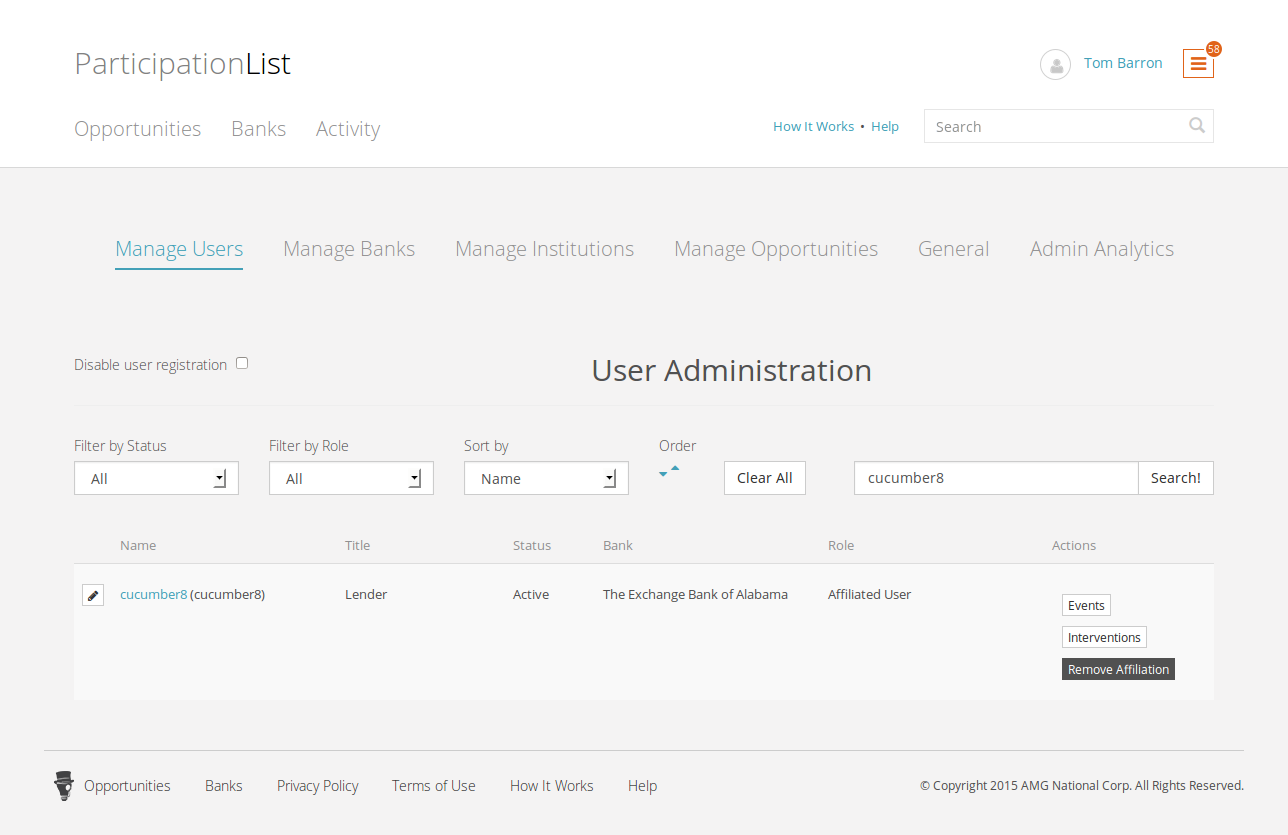 ParticipationList
Tom Barron
58
Opportunities Banks Activity
How It Works • Help
Search
Manage Users Manage Banks Manage Institutions Manage Opportunities General Admin Analytics
Disable user registration
User Administration
Filter by Status Filter by Role Sort by Order
All All Name Clear All cucumber8 Search!
Name Title Status Bank Role Actions
cucumber8 (cucumber8) Lender Active The Exchange Bank of Alabama Affiliated User
Events
Interventions
Remove Affiliation
Opportunities Banks Privacy Policy Terms of Use How It Works Help © Copyright 2015 AMG National Corp. All Rights Reserved.